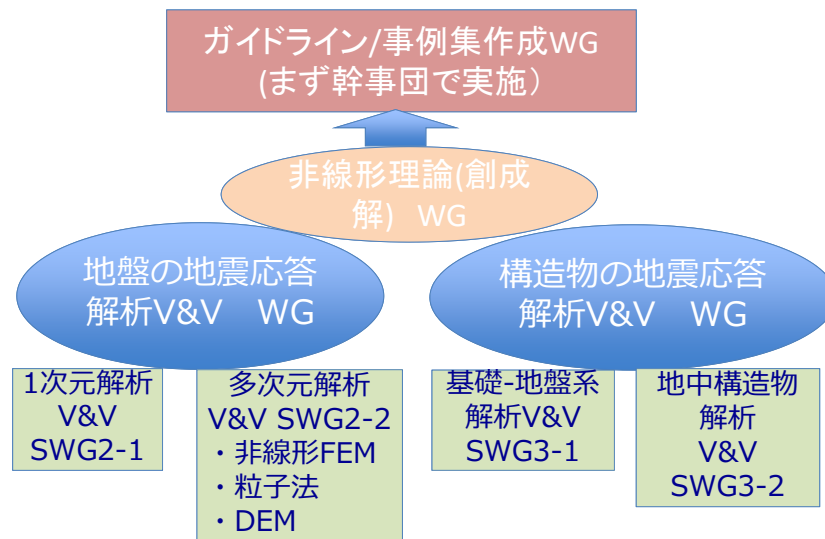 ガイドライン/事例集作成WG
(まず幹事団で実施）
非線形理論(創成
解)　WG
地盤の地震応答
解析V&V　WG
構造物の地震応答
解析V&V　WG
1次元解析
V&V
SWG2-1
多次元解析
V&V SWG2-2
・非線形FEM
・粒子法
・DEM
基礎-地盤系
解析V&V
SWG3-1
地中構造物
解析
V&V
SWG3-2